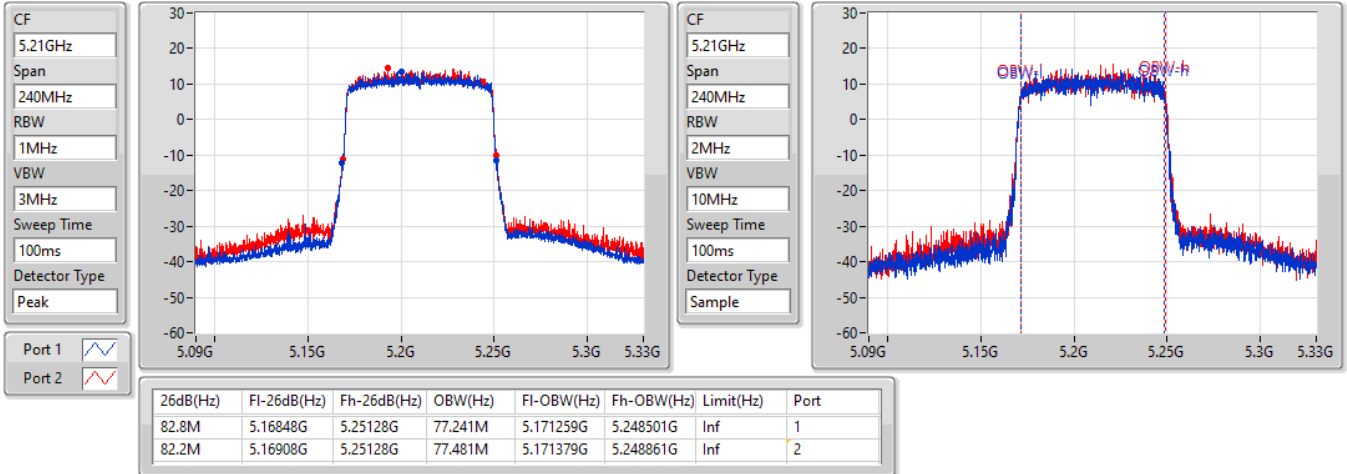 CF
5.21GHz
Span
240MHz
RBW
1MHz
VBW
3MHz
Sweep Time
100ms
Detector Type
Peak
Port 1
Port 2
30
20
10
0
-10
-20
-30
-40
-50
-60
5.09G 5.15G 5.2G 5.25G 5.3G 5.33G
CF
5.21GHz
Span
240MHz
RBW
2MHz
VBW
10MHz
Sweep Time
100ms
Detector Type
Sample
30
20
10
0
-10
-20
-30
-40
-50
-60
OBW-l OBW-h
5.09G 5.15G 5.2G 5.25G 5.3G 5.33G
26dB(Hz) Fl-26dB(Hz) Fh-26dB(Hz) OBW(Hz) Fl-OBW(Hz) Fh-OBW(Hz) Limit(Hz) Port
82.8M 5.16848G 5.25128G 77.241M 5.171259G 5.248501G Inf 1
82.2M 5.16908G 5.25128G 77.481M 5.171379G 5.248861G Inf 2